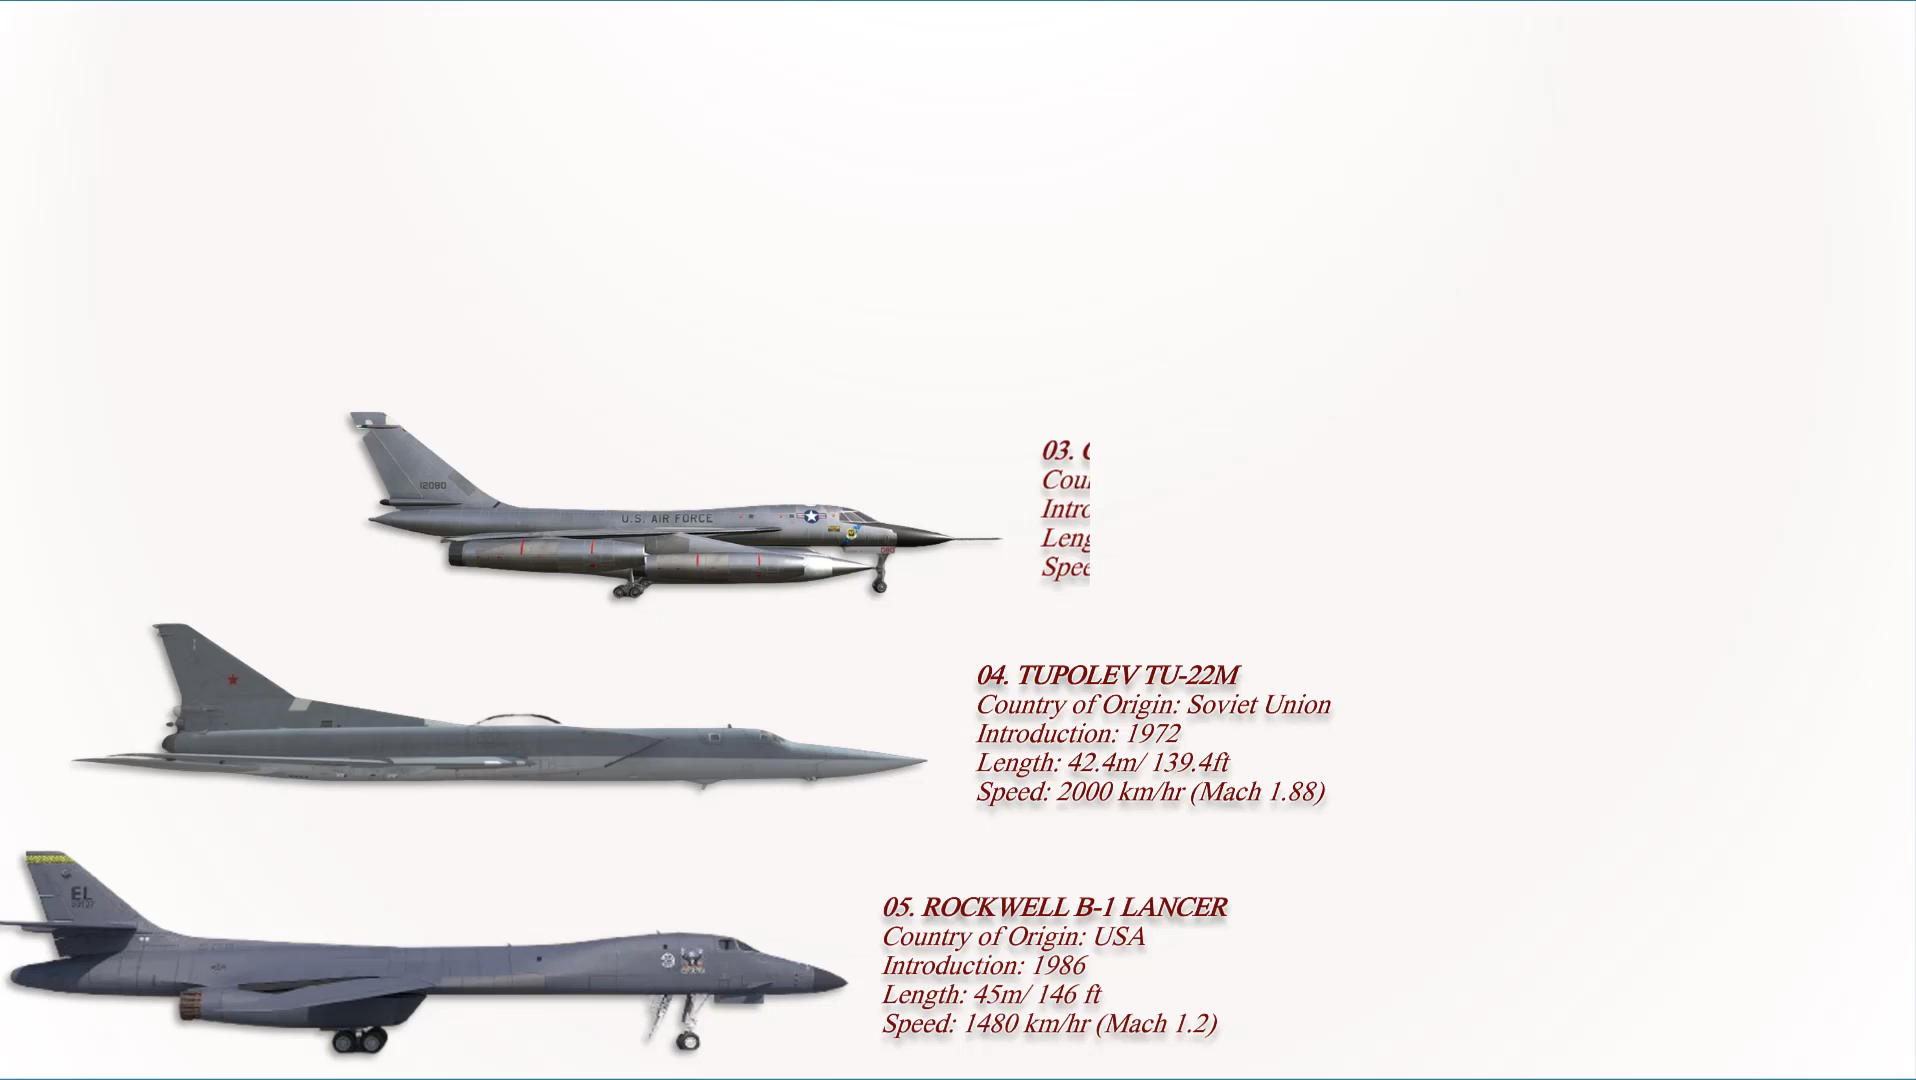 12080
U.S. AIR FORCE
080
03.
04. TUPOLEV TU-22M
Country of Origin: Soviet Union
Introduction: 1972
Length: 42.4m/ 139.4ft
Speed: 2000 km/hr (Mach 1.88)
EL
05. ROCKWELL B-1 LANCER
Country of Origin: USA
Introduction: 1986
Length: 45m/ 146 ft
Speed: 1480 km/hr (Mach 1.2)